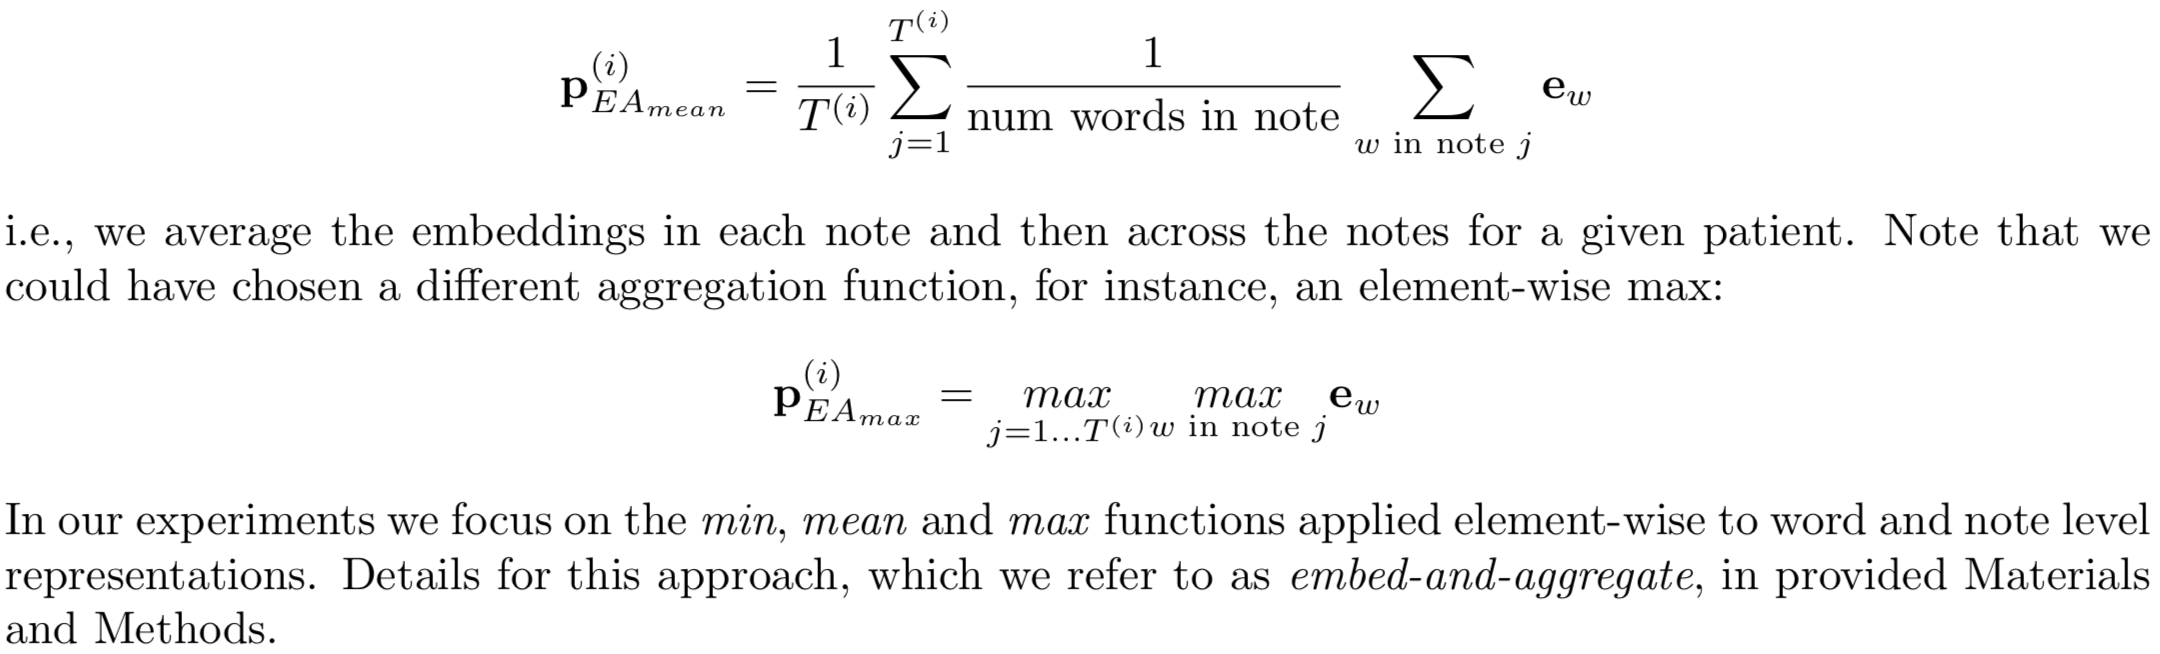 $$\mathbf{p}_{EA_{mean}}^{(i)} = \frac{1}{T^{(i)}} \sum_{j=1}^{T^{(i)}} \frac{1}{\text{num words in note}} \sum_{w \text{ in note } j} \mathbf{e}_w$$
i.e., we average the embeddings in each note and then across the notes for a given patient. Note that we
could have chosen a different aggregation function, for instance, an element-wise max:
$$\mathbf{p}_{EA_{max}}^{(i)} = \underset{j=1 \ldots T^{(i)}}{max} \; \underset{w \text{ in note } j}{max} \mathbf{e}_w$$
In our experiments we focus on the min, mean and max functions applied element-wise to word and note level
representations. Details for this approach, which we refer to as embed-and-aggregate, in provided Materials
and Methods.